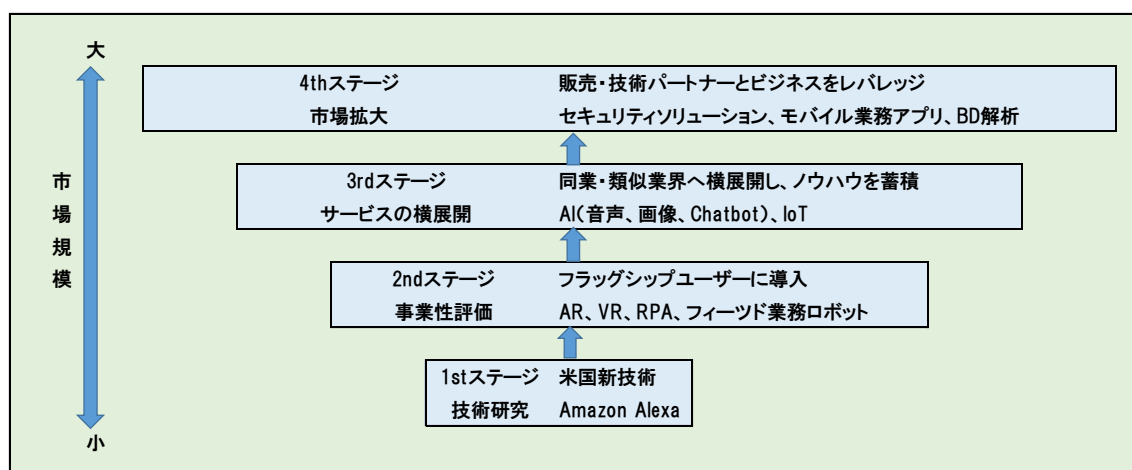 大
4thステージ 販売・技術パートナーとビジネスをレバレッジ
市場拡大 セキュリティソリューション、モバイル業務アプリ、BD解析
市場規模
3rdステージ 同業・類似業界へ横展開し、ノウハウを蓄積
サービスの横展開 AI（音声、画像、Chatbot）、IoT
2ndステージ フラッグシップユーザーに導入
事業性評価 AR、VR、RPA、フィーツド業務ロボット
1stステージ 米国新技術
技術研究 Amazon Alexa
小